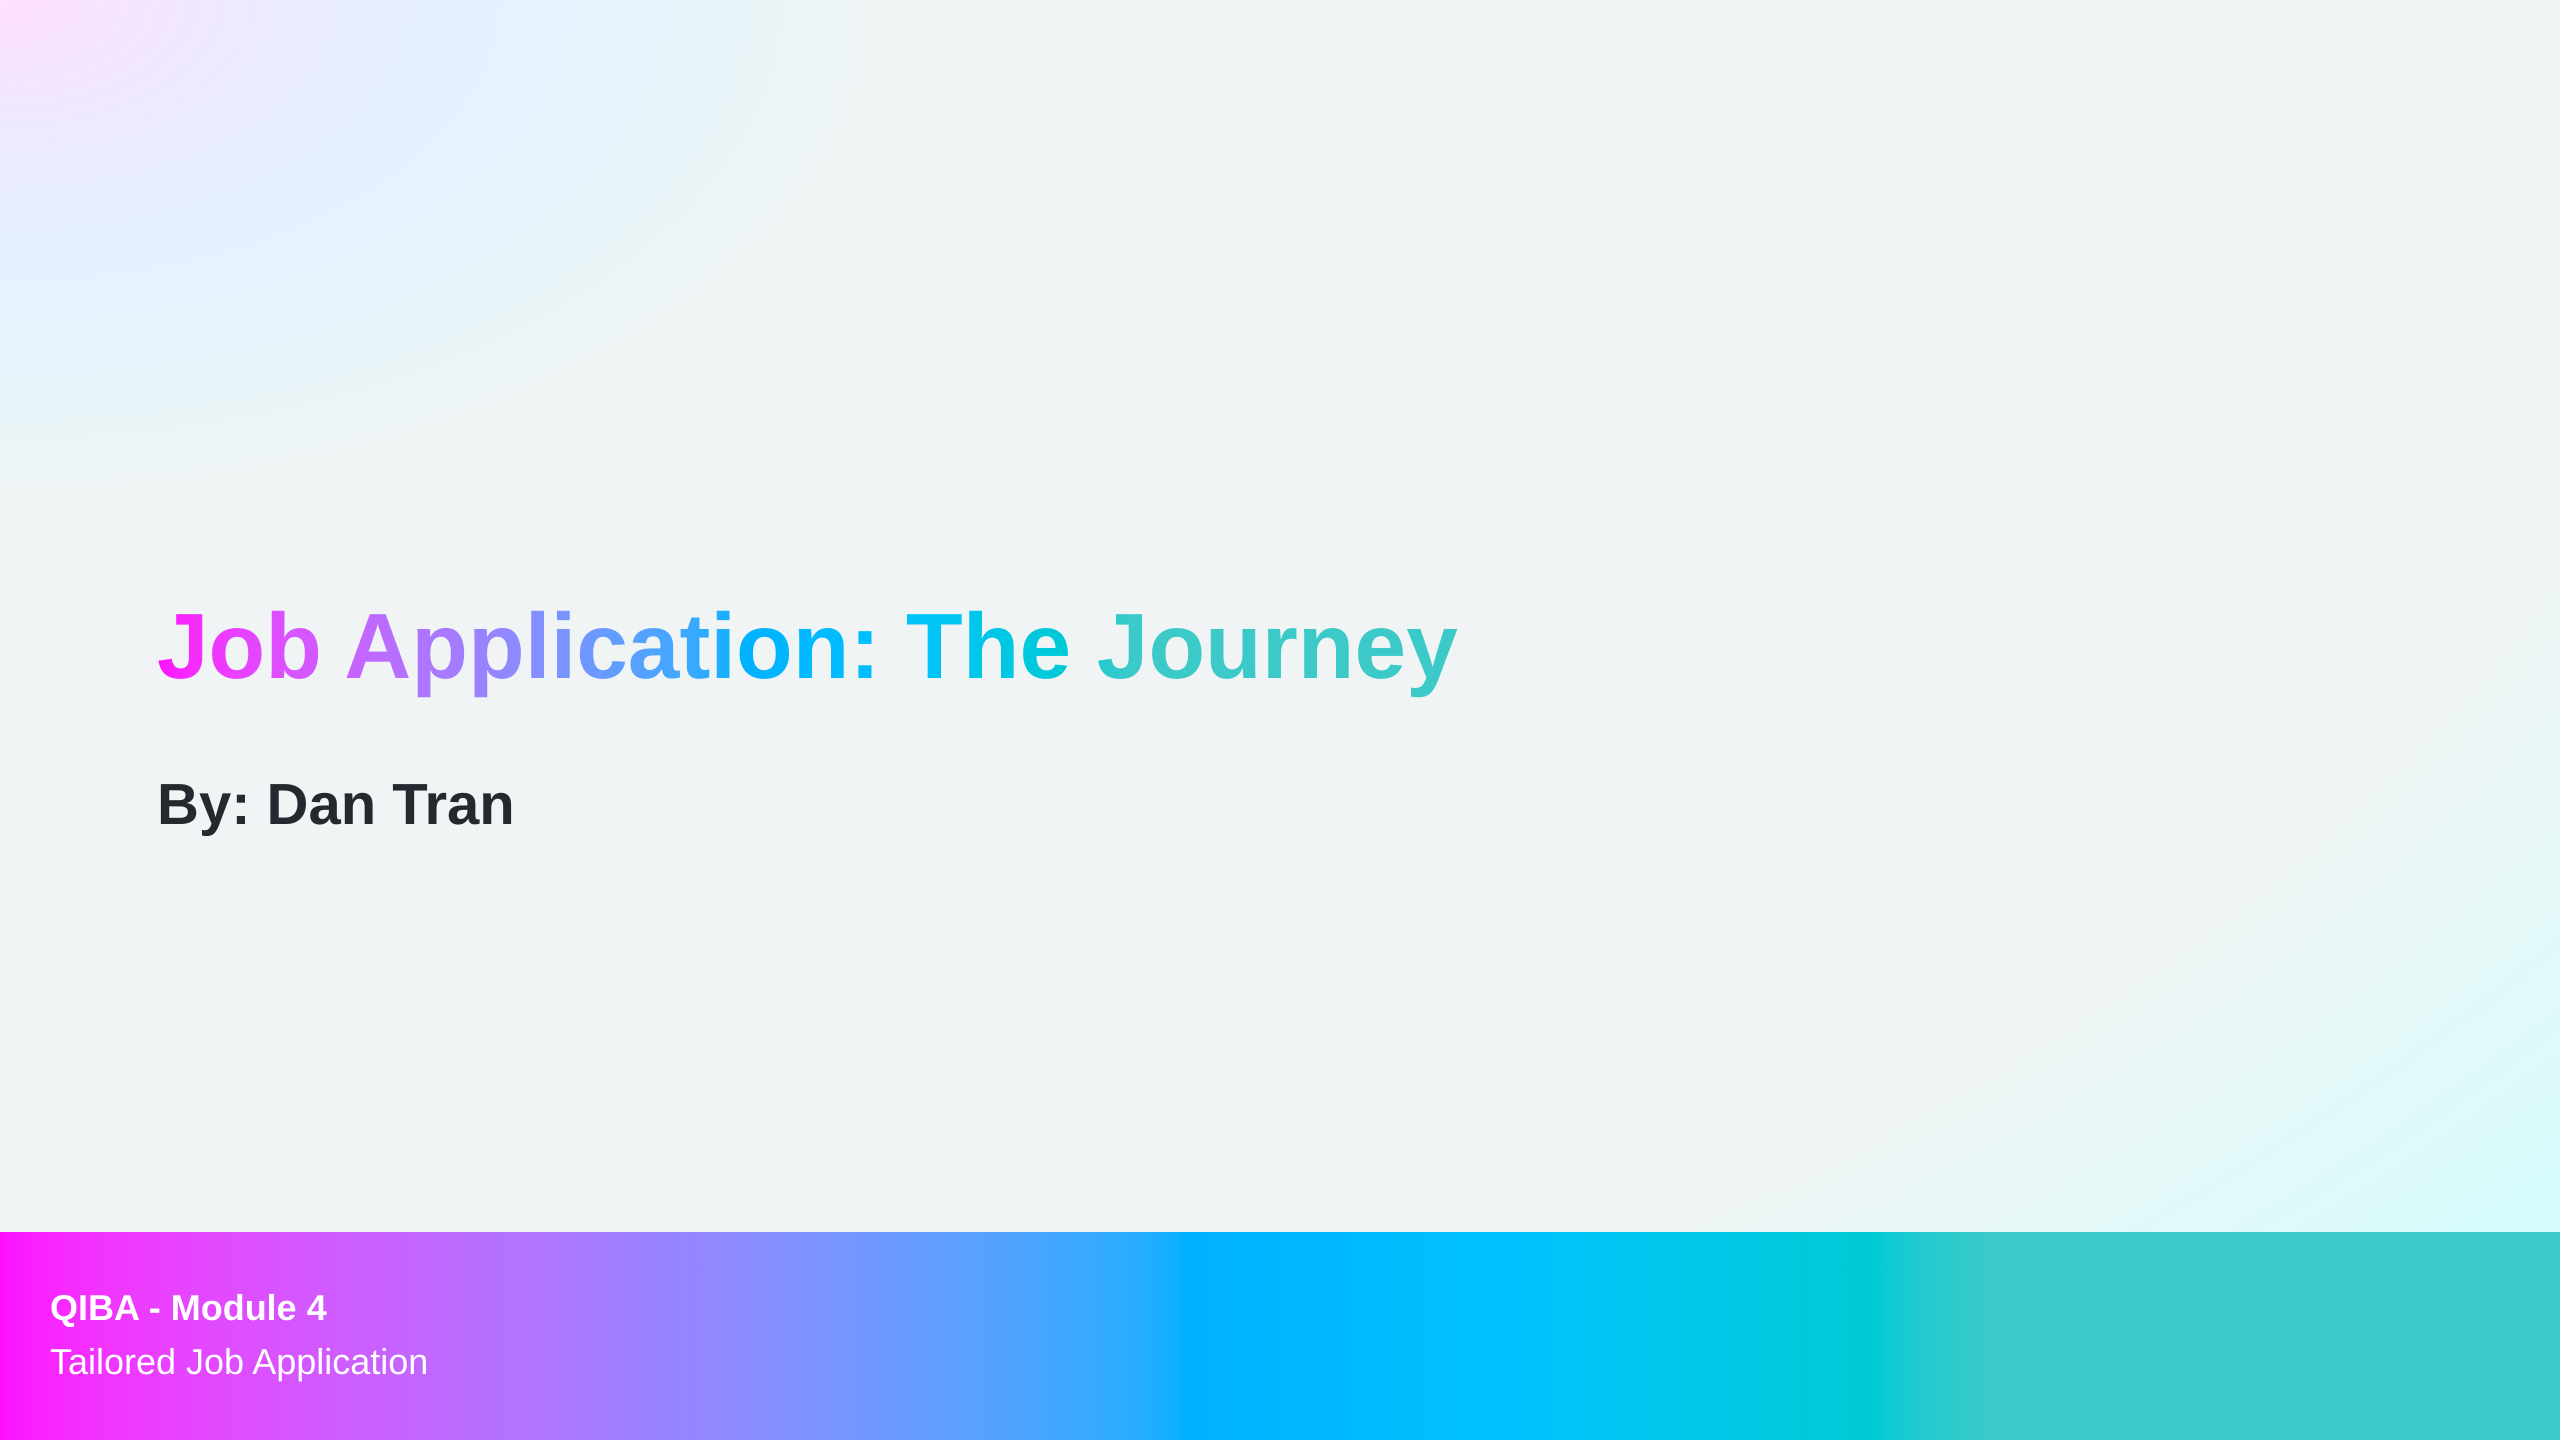 Job Application: The Journey
By: Dan Tran
QIBA - Module 4
Tailored Job Application